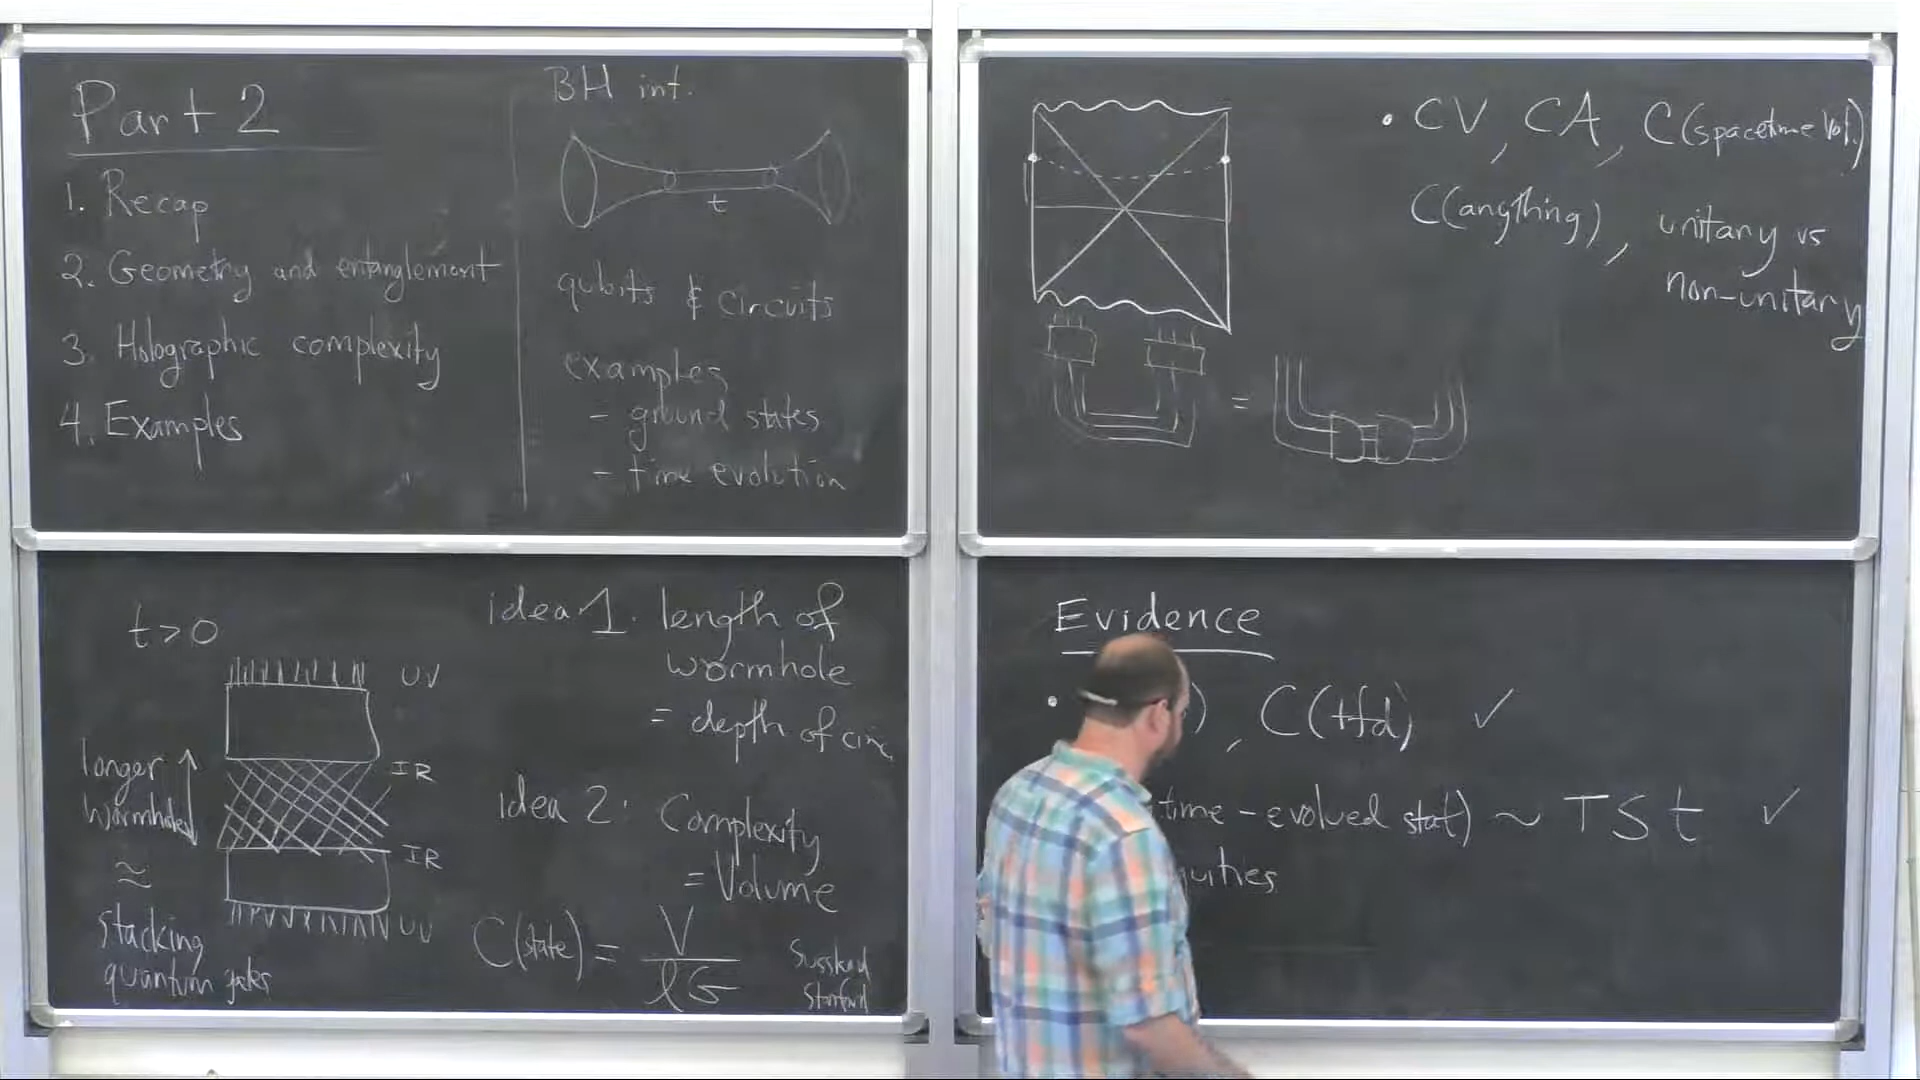 Part 2
1. Recap
2. Geometry and entanglement
3. Holographic complexity
4. Examples
BH int.
t
qubits & circuits
examples
- ground states
- time evolution
t>0
UV
IR
longer
wormhole
IR
≈
UV
stacking
quantum gates
idea 1. length of
wormhole
= depth of circ
idea 2: Complexity
= Volume
C(state) = V / lG
Susskind
Stanford
• CV, CA, C(spacetime Vol.)
C(anything), unitary vs
non-unitary
=
Evidence
• ), C(tfd) ✓
time-evolved stat) ~ TSt ✓